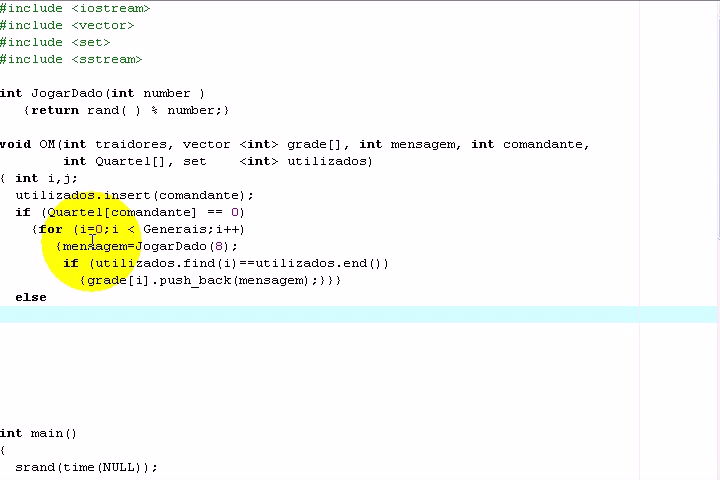 #include <iostream>
#include <vector>
#include <set>
#include <sstream>
int JogarDado(int number )
{return rand( ) % number;}
void OM(int traidores, vector <int> grade[], int mensagem, int comandante,
int Quartel[], set <int> utilizados)
{ int i,j;
utilizados.insert(comandante);
if (Quartel[comandante] == 0)
{for (i=0;i < Generais;i++)
{mensagem=JogarDado(8);
if (utilizados.find(i)==utilizados.end())
{grade[i].push_back(mensagem);}}}
else
int main()
{
srand(time(NULL));